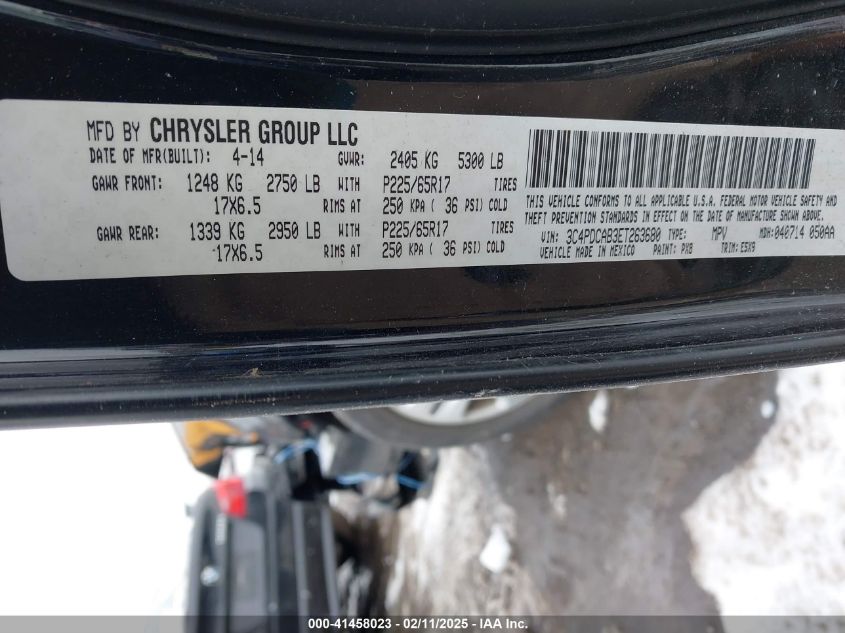 MFD BY CHRYSLER GROUP LLC
DATE OF MFR(BUILT): 4-14 GVWR: 2405 KG 5300 LB
GAWR FRONT: 1248 KG 2750 LB WITH P225/65R17 TIRES
17X6.5 RIMS AT 250 KPA ( 36 PSI) COLD
GAWR REAR: 1339 KG 2950 LB WITH P225/65R17 TIRES
17X6.5 RIMS AT 250 KPA ( 36 PSI) COLD
THIS VEHICLE CONFORMS TO ALL APPLICABLE U.S.A. FEDERAL MOTOR VEHICLE SAFETY AND
THEFT PREVENTION STANDARDS IN EFFECT ON THE DATE OF MANUFACTURE SHOWN ABOVE.
VIN: 3C4PDCAB3ET263680 TYPE: MPV MDH: 040714 050AA
VEHICLE MADE IN MEXICO PAINT: PX8 TRIM: E5X9
000-41458023 - 02/11/2025 - IAA Inc.